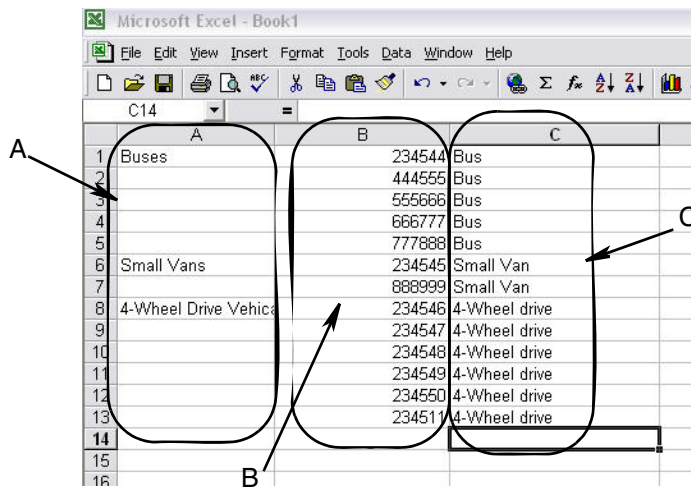 Microsoft Excel - Book1
File Edit View Insert Format Tools Data Window Help
ABC Σ fx A Z Z A
C14 =
A B C
1 Buses 234544 Bus
2 444555 Bus
3 555666 Bus
4 666777 Bus
5 777888 Bus
6 Small Vans 234545 Small Van
7 888999 Small Van
8 4-Wheel Drive Vehica 234546 4-Wheel drive
9 234547 4-Wheel drive
10 234548 4-Wheel drive
11 234549 4-Wheel drive
12 234550 4-Wheel drive
13 234511 4-Wheel drive
14
15
16
A
B
C